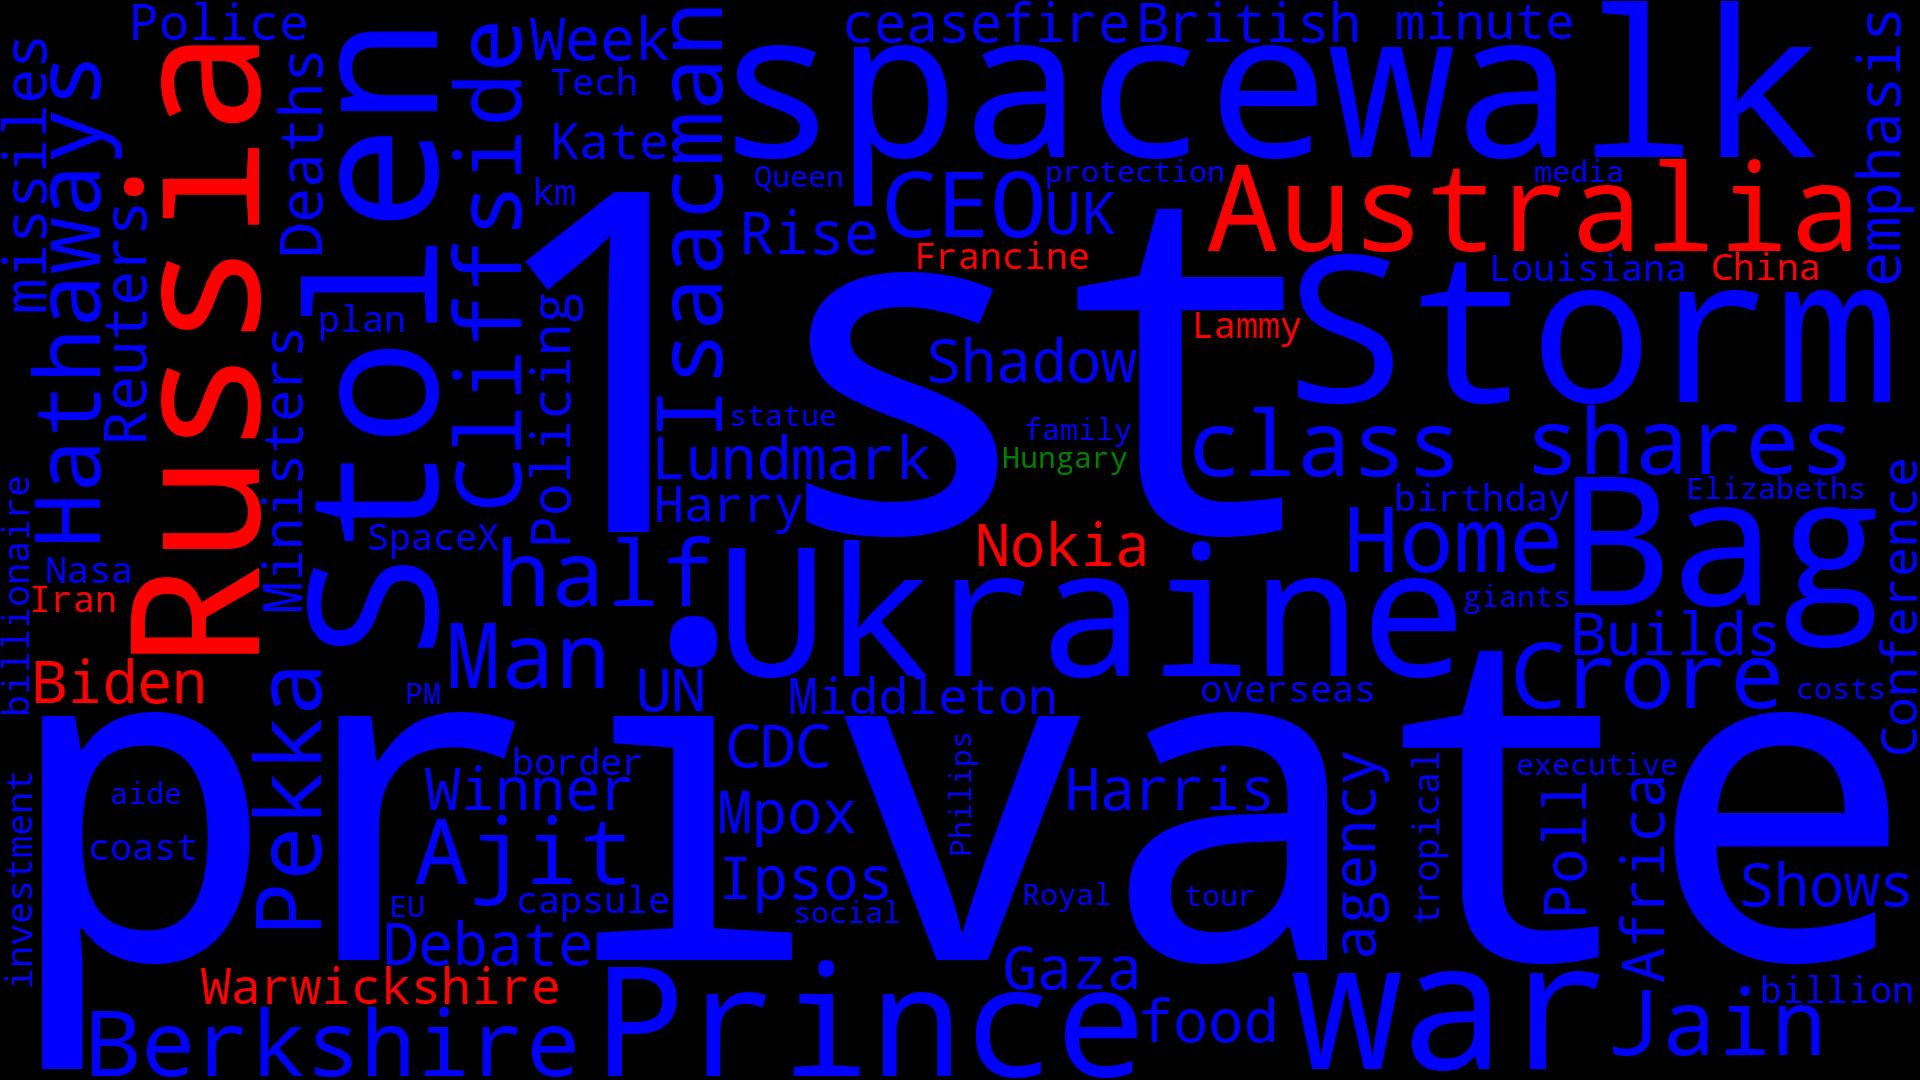 Police
Week
ceasefire
British
minute
Tech
Kate
spacewalk
missiles
Hathaways
Reuters
Russia
Deaths
Stolen
Cliffside
Isaacman
emphasis
km
Queen
protection
media
CEO
UK
Rise
Australia
Francine
Louisiana
China
plan
Policing
1st
Storm
Lammy
Shadow
statue
family
Hungary
class
shares
Lundmark
Harry
Ministers
birthday
Elizabeths
SpaceX
Nokia
Home
Bag
Conference
Nasa
Iran
billionaire
half
Ukraine
giants
Builds
Biden
Man
PM
UN
Middleton
overseas
Crore
costs
Pekka
private
border
CDC
Philips
executive
aide
Winner
Mpox
Harris
agency
tropical
Poll
Africa
coast
Ajit
Ipsos
Royal
tour
Shows
investment
EU
capsule
social
Debate
Warwickshire
Gaza
billion
Berkshire
Prince
food
war
Jain